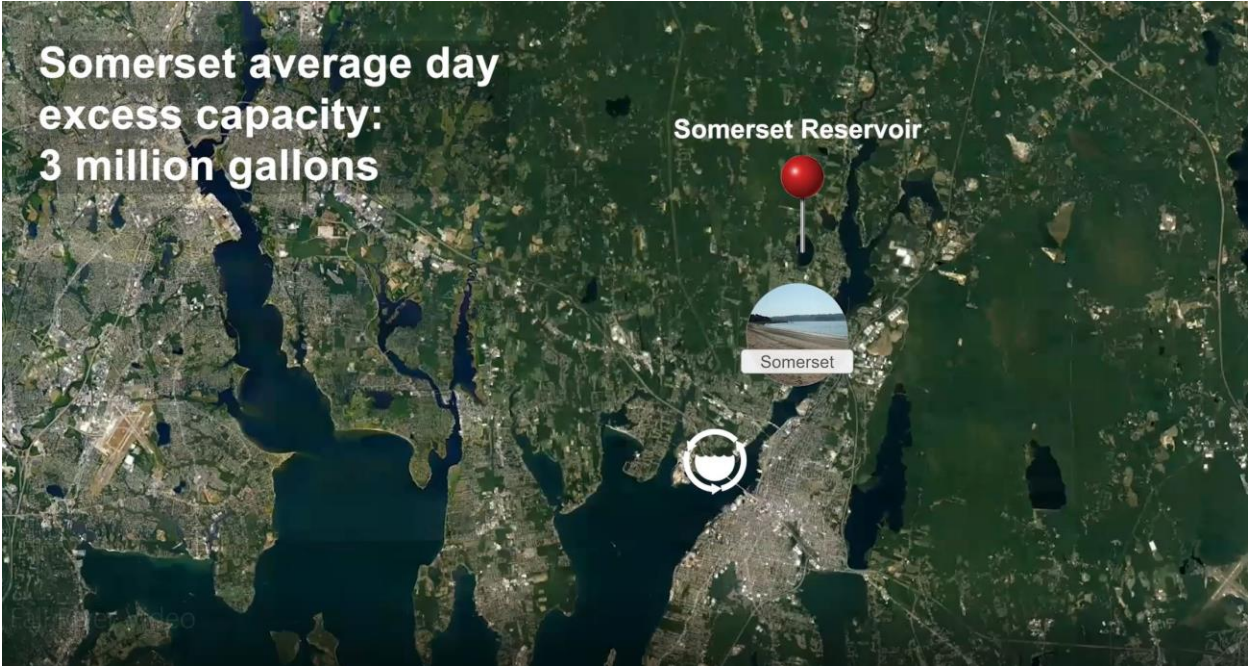 Somerset average day
excess capacity:
3 million gallons
Somerset Reservoir
Somerset